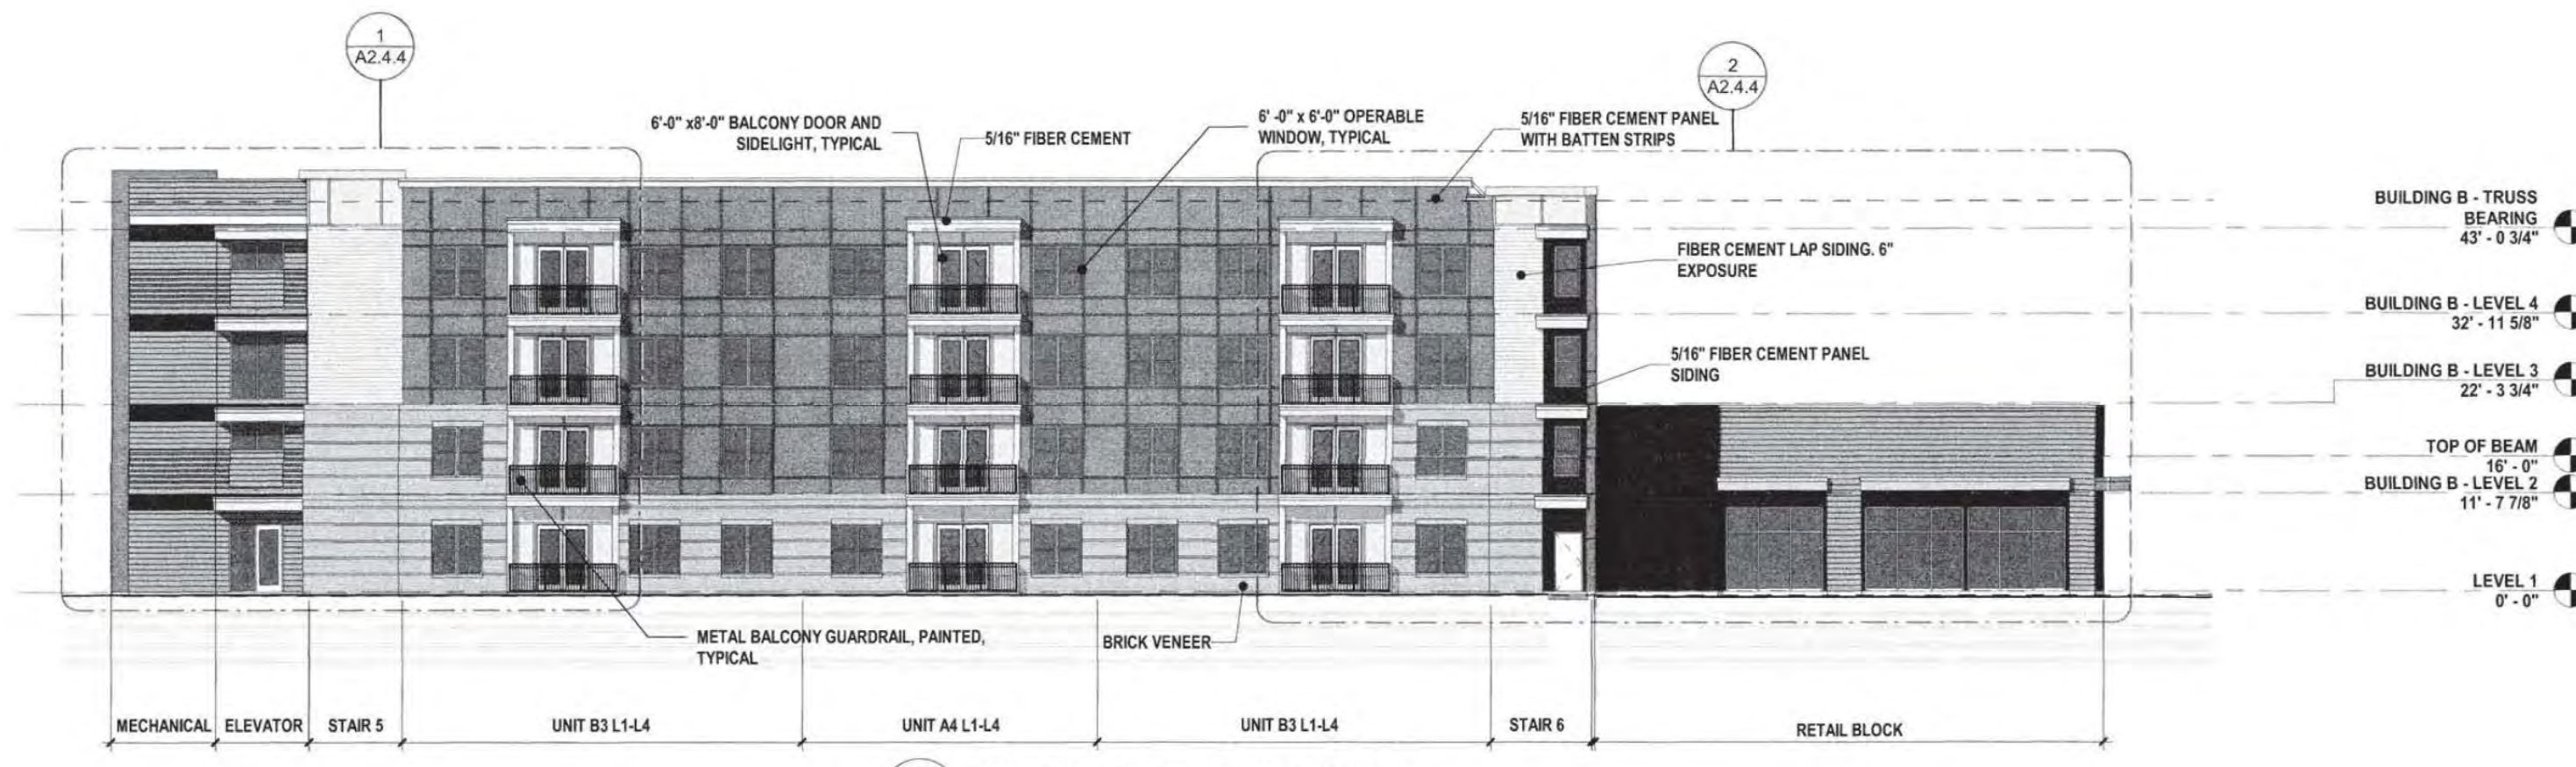 1
A2.4.4
2
A2.4.4
6'-0" x8'-0" BALCONY DOOR AND
SIDELIGHT, TYPICAL
5/16" FIBER CEMENT
6' -0" x 6'-0" OPERABLE
WINDOW, TYPICAL
5/16" FIBER CEMENT PANEL
WITH BATTEN STRIPS
FIBER CEMENT LAP SIDING. 6"
EXPOSURE
5/16" FIBER CEMENT PANEL
SIDING
BUILDING B - TRUSS
BEARING
43' - 0 3/4"
BUILDING B - LEVEL 4
32' - 11 5/8"
BUILDING B - LEVEL 3
22' - 3 3/4"
TOP OF BEAM
16' - 0"
BUILDING B - LEVEL 2
11' - 7 7/8"
LEVEL 1
0' - 0"
METAL BALCONY GUARDRAIL, PAINTED,
TYPICAL
BRICK VENEER
MECHANICAL
ELEVATOR
STAIR 5
UNIT B3 L1-L4
UNIT A4 L1-L4
UNIT B3 L1-L4
STAIR 6
RETAIL BLOCK